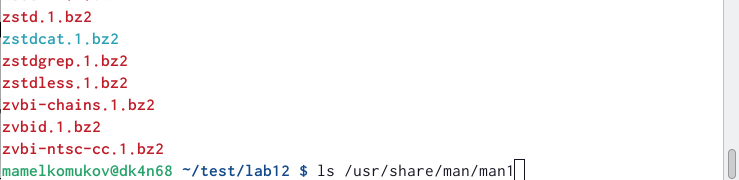 zstd.1.bz2
zstdcat.1.bz2
zstdgrep.1.bz2
zstdless.1.bz2
zvbi-chains.1.bz2
zvbid.1.bz2
zvbi-ntsc-cc.1.bz2
mamelkomukov@dk4n68 ~/test/lab12 $ ls /usr/share/man/man1